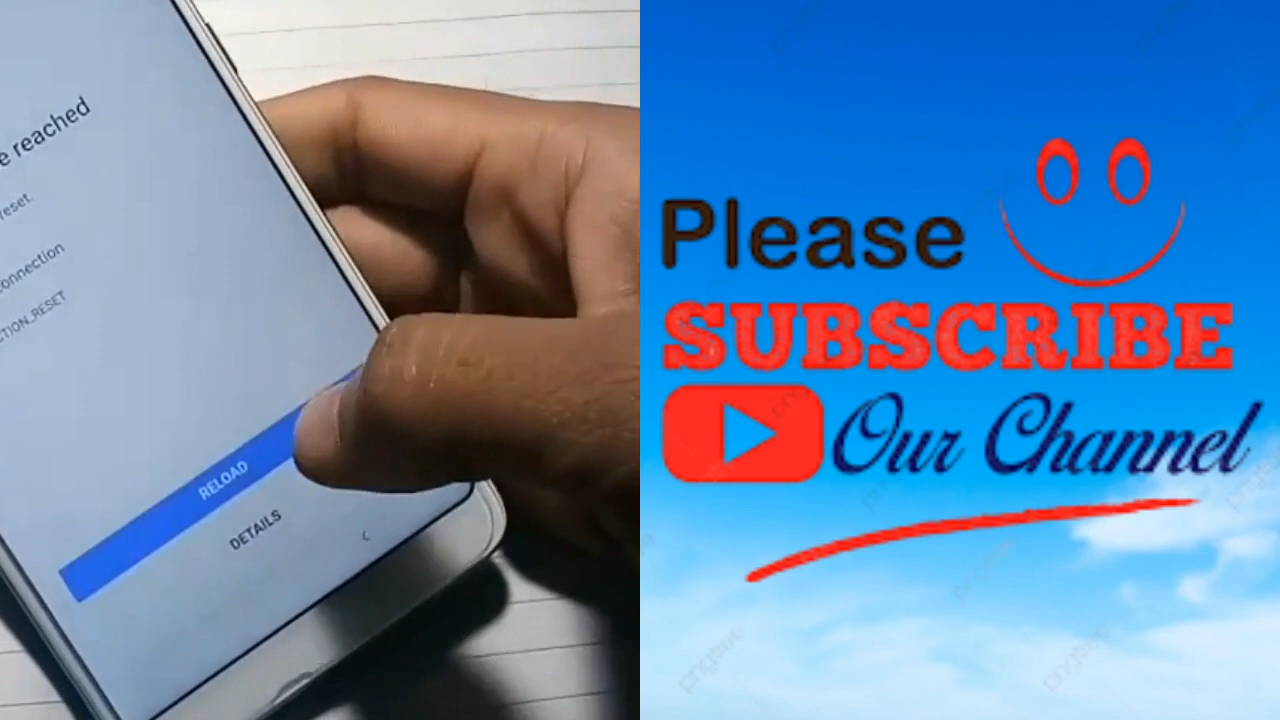 e reached
reset.
onnection
CTION_RESET
RELOAD
DETAILS
Please
SUBSCRIBE
Our Channel